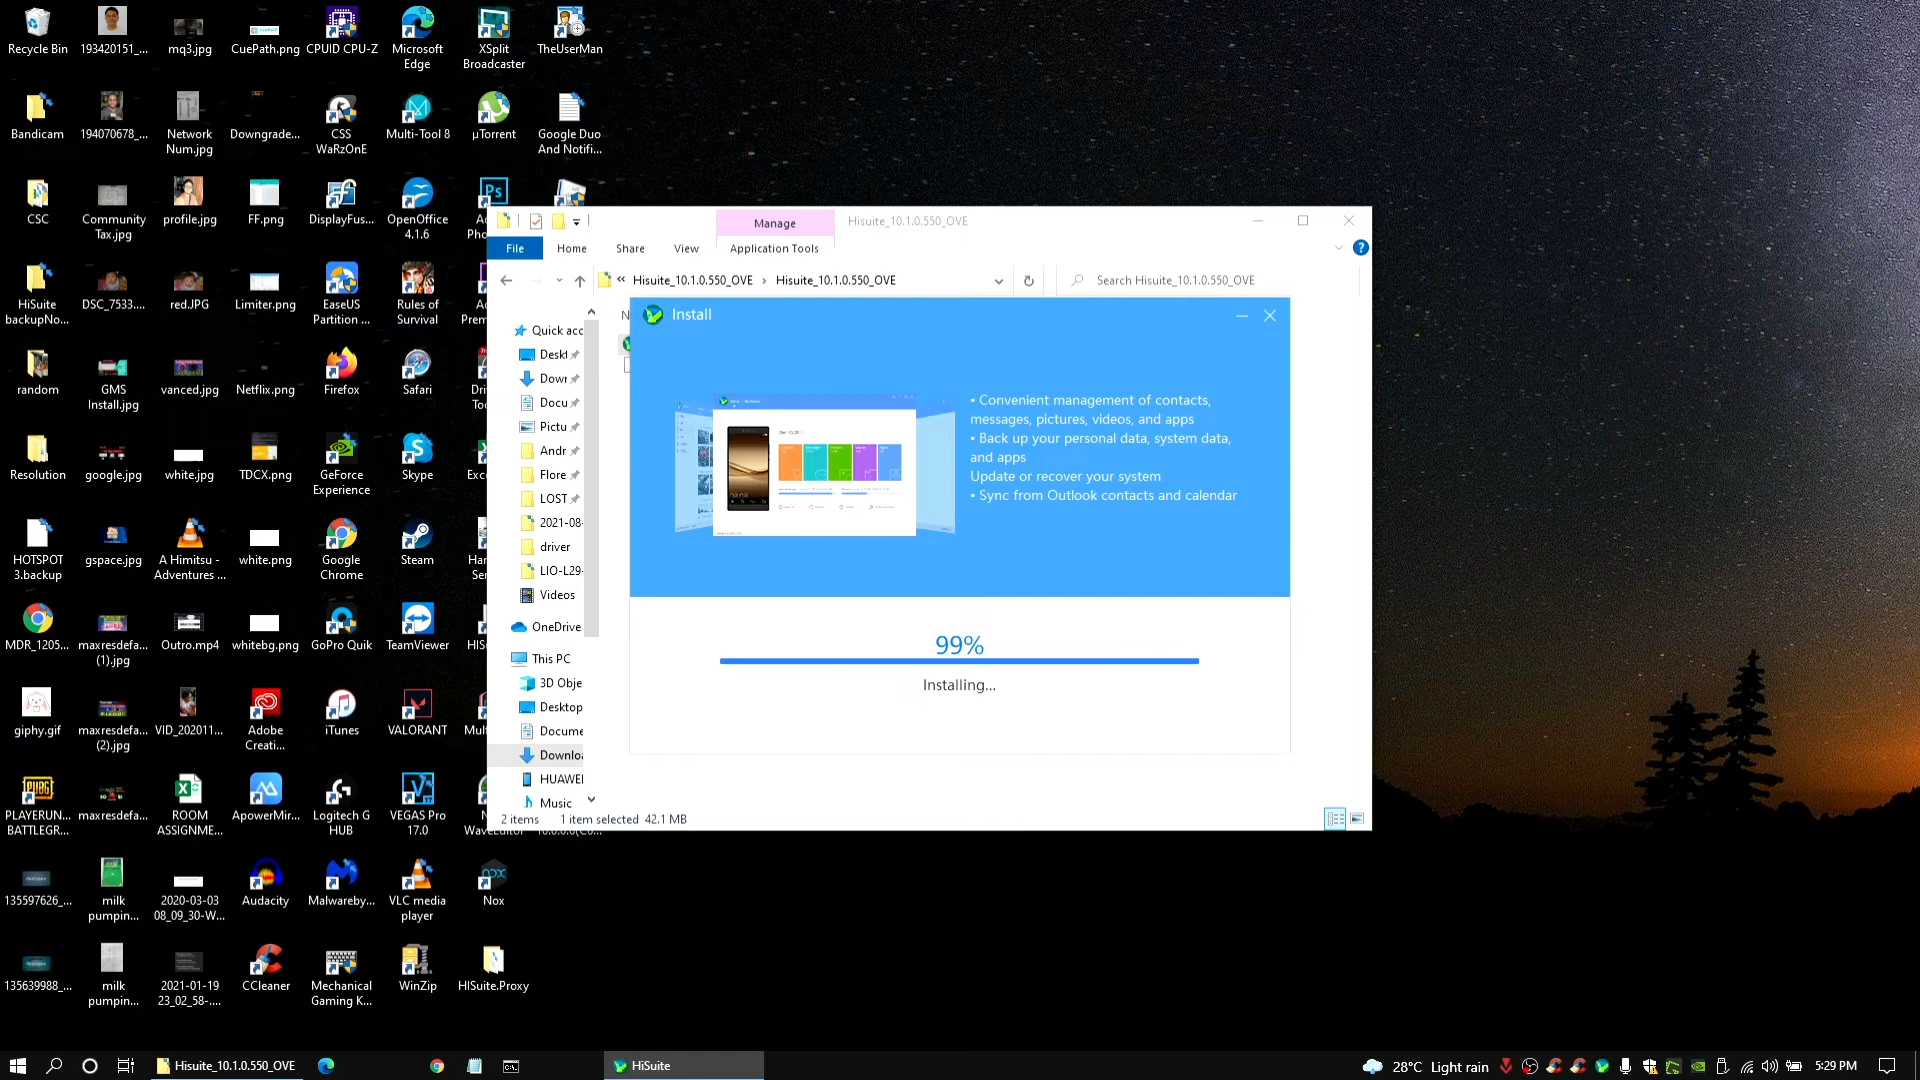 Recycle Bin
193420151_...
mq3.jpg
CuePath.png
CPUID CPU-Z
Microsoft
Edge
XSplit
Broadcaster
TheUserMan
Bandicam
194070678_...
Network
Num.jpg
Downgrade...
CSS
WaRzOnE
Multi-Tool 8
µTorrent
Google Duo
And Notifi...
CSC
Community
Tax.jpg
profile.jpg
FF.png
DisplayFus...
OpenOffice
4.1.6
HiSuite
backupNo...
DSC_7533....
red.JPG
Limiter.png
EaseUS
Partition ...
Rules of
Survival
random
GMS
Install.jpg
vanced.jpg
Netflix.png
Firefox
Safari
Resolution
google.jpg
white.jpg
TDCX.png
GeForce
Experience
Skype
HOTSPOT
3.backup
gspace.jpg
A Himitsu -
Adventures ...
white.png
Google
Chrome
Steam
MDR_1205...
maxresdefa...
(1).jpg
Outro.mp4
whitebg.png
GoPro Quik
TeamViewer
giphy.gif
maxresdefa...
(2).jpg
VID_202011...
Adobe
Creati...
iTunes
VALORANT
PLAYERUN...
BATTLEGR...
maxresdefa...
ROOM
ASSIGNME...
ApowerMir...
Logitech G
HUB
VEGAS Pro
17.0
135597626_...
milk
pumpin...
2020-03-03
08_09_30-W...
Audacity
Malwareby...
VLC media
player
Nox
135639988_...
milk
pumpin...
2021-01-19
23_02_58-....
CCleaner
Mechanical
Gaming K...
WinZip
HISuite.Proxy
Manage
Hisuite_10.1.0.550_OVE
File
Home
Share
View
Application Tools
« Hisuite_10.1.0.550_OVE › Hisuite_10.1.0.550_OVE
Search Hisuite_10.1.0.550_OVE
Quick acc
Deskt
Dowr
Docu
Pictu
Andr
Flore
LOST
2021-08-
driver
LIO-L29-
Videos
OneDrive
This PC
3D Obje
Desktop
Docume
Downloa
HUAWEI
Music
Install
• Convenient management of contacts,
messages, pictures, videos, and apps
• Back up your personal data, system data,
and apps
Update or recover your system
• Sync from Outlook contacts and calendar
99%
Installing...
2 items
1 item selected 42.1 MB
Hisuite_10.1.0.550_OVE
HiSuite
28°C Light rain
5:29 PM